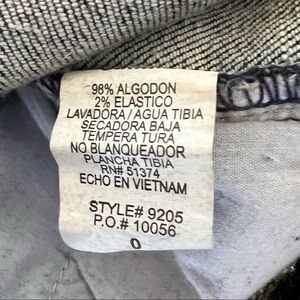 98% ALGODON
2% ELASTICO
LAVADORA/AGUA TIBIA
SECADORA BAJA
TEMPERA TURA
NO BLANQUEADOR
PLANCHA TIBIA
RN# 51374
ECHO EN VIETNAM
STYLE# 9205
P.O.# 10056
0